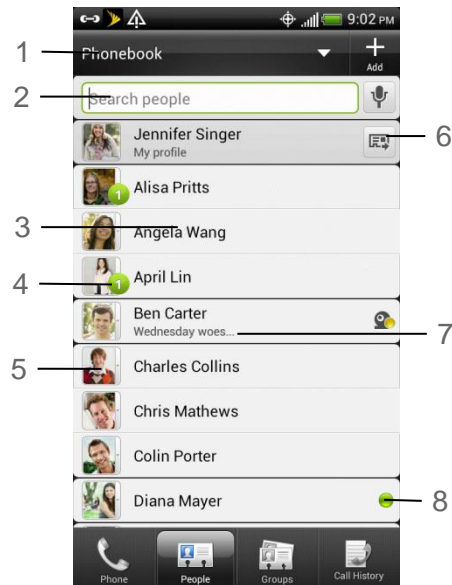 9:02 PM
1 Phonebook
Add
2 Search people
Jennifer Singer
My profile
6
1 Alisa Pritts
3 Angela Wang
4 1 April Lin
Ben Carter
Wednesday woes...
7
5 Charles Collins
Chris Mathews
Colin Porter
Diana Mayer 8
Phone People Groups Call History